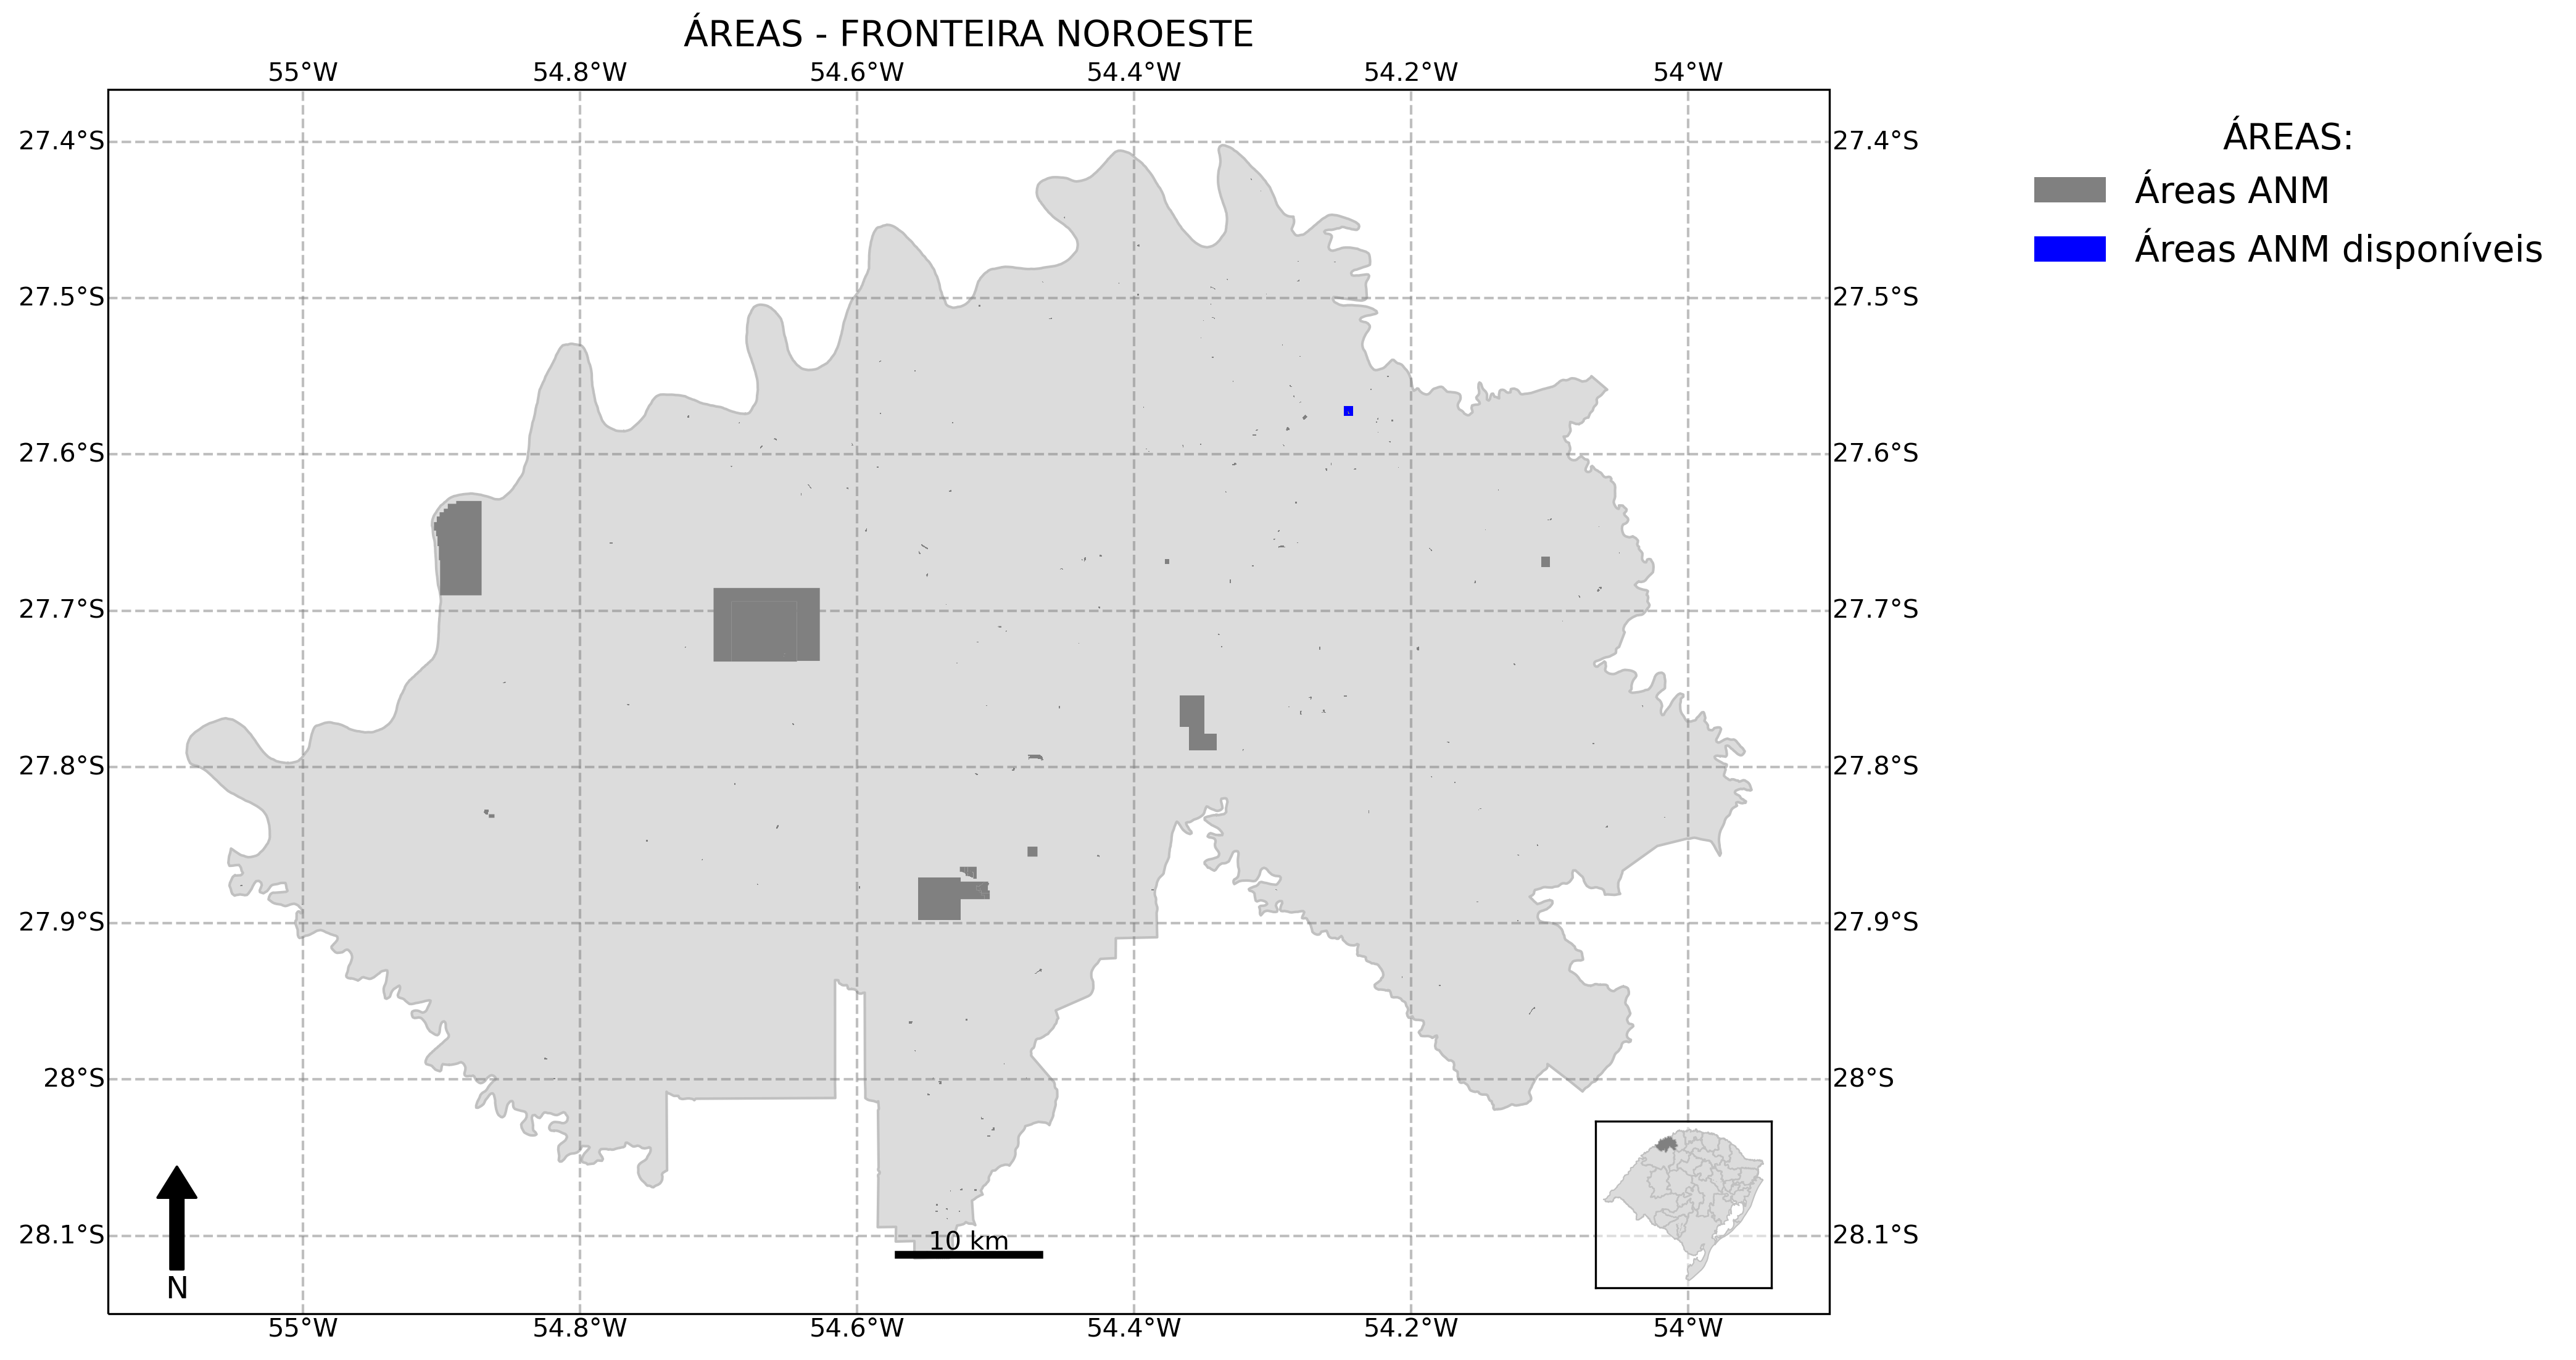 ÁREAS - FRONTEIRA NOROESTE
55°W 54.8°W 54.6°W 54.4°W 54.2°W 54°W
27.4°S 27.4°S
27.5°S 27.5°S
27.6°S 27.6°S
27.7°S 27.7°S
27.8°S 27.8°S
27.9°S 27.9°S
28°S 28°S
28.1°S 28.1°S
10 km
N
55°W 54.8°W 54.6°W 54.4°W 54.2°W 54°W
ÁREAS:
Áreas ANM
Áreas ANM disponíveis